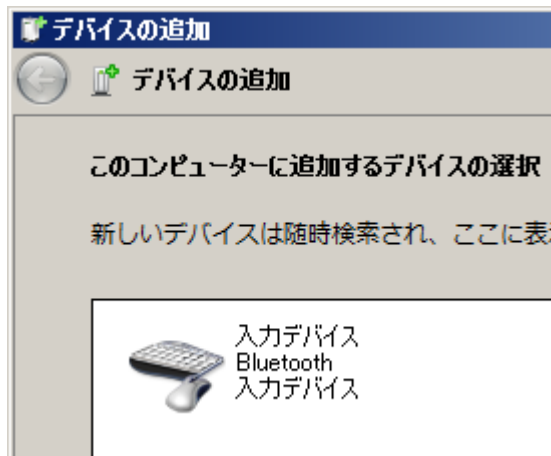 デバイスの追加
デバイスの追加
このコンピューターに追加するデバイスの選択
新しいデバイスは随時検索され、ここに表
入力デバイス
Bluetooth
入力デバイス